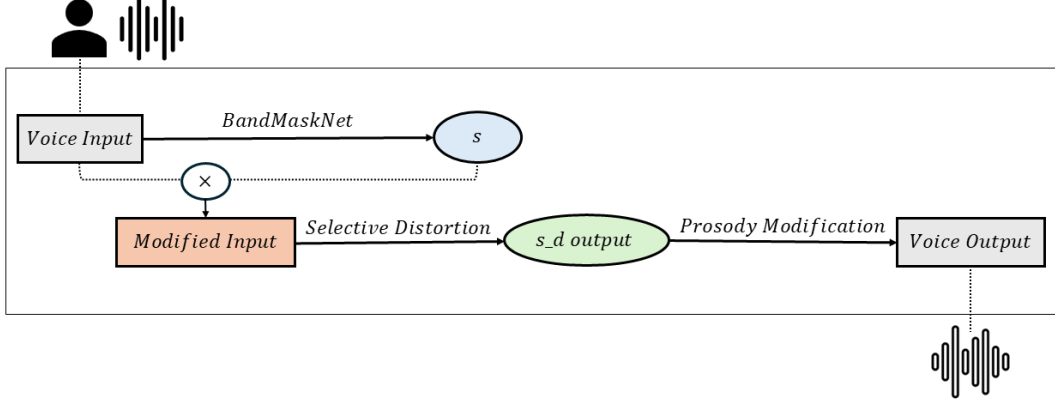 BandMaskNet
Voice Input
s
×
Selective Distortion
Prosody Modification
Modified Input
s_d output
Voice Output